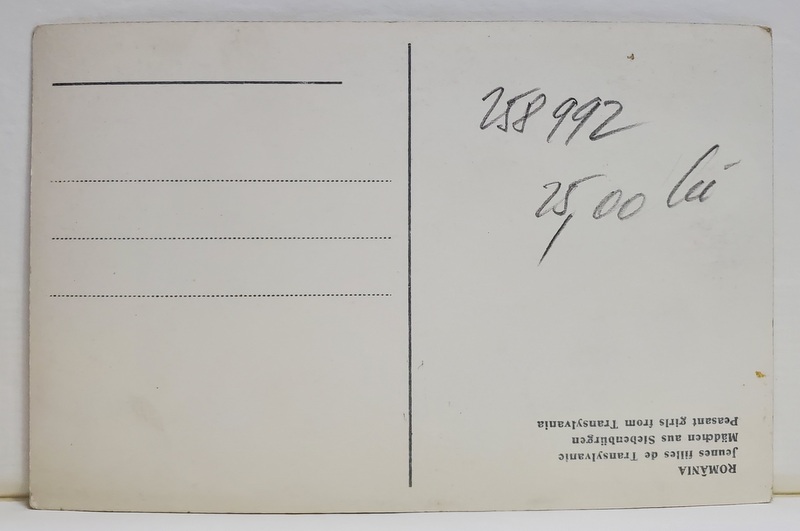 258992
25,00 lei
ROMÂNIA
Jeunes filles de Transylvanie
Mädchen aus Siebenbürgen
Peasant girls from Transylvania